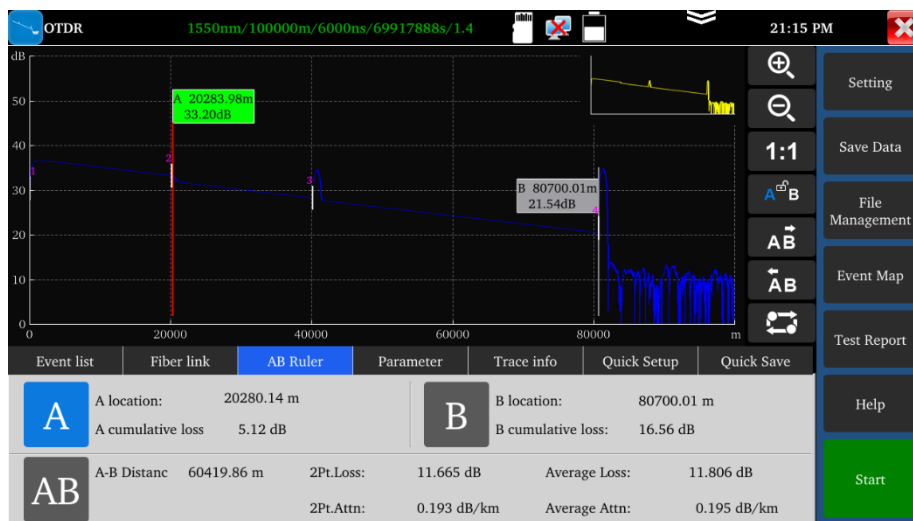 OTDR 1550nm/100000m/6000ns/69917888s/1.4 21:15 PM
dB
50
40
30
20
10
0
0 20000 40000 60000 80000 m
A 20283.98m
33.20dB
B 80700.01m
21.54dB
1
2
3
4
1:1
A B
AB
AB
Setting
Save Data
File
Management
Event Map
Test Report
Help
Start
Event list Fiber link AB Ruler Parameter Trace info Quick Setup Quick Save
A
A location: 20280.14 m
A cumulative loss 5.12 dB
B
B location: 80700.01 m
B cumulative loss: 16.56 dB
AB
A-B Distanc 60419.86 m 2Pt.Loss: 11.665 dB Average Loss: 11.806 dB
2Pt.Attn: 0.193 dB/km Average Attn: 0.195 dB/km